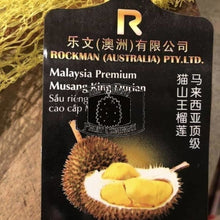 R
乐文(澳洲)有限公司
ROCKMAN (AUSTRALIA) PTY.LTD.
Malaysia Premium
Musang King Durian
Sầu riêng
cao cấp
马来西亚顶级
猫山王榴莲